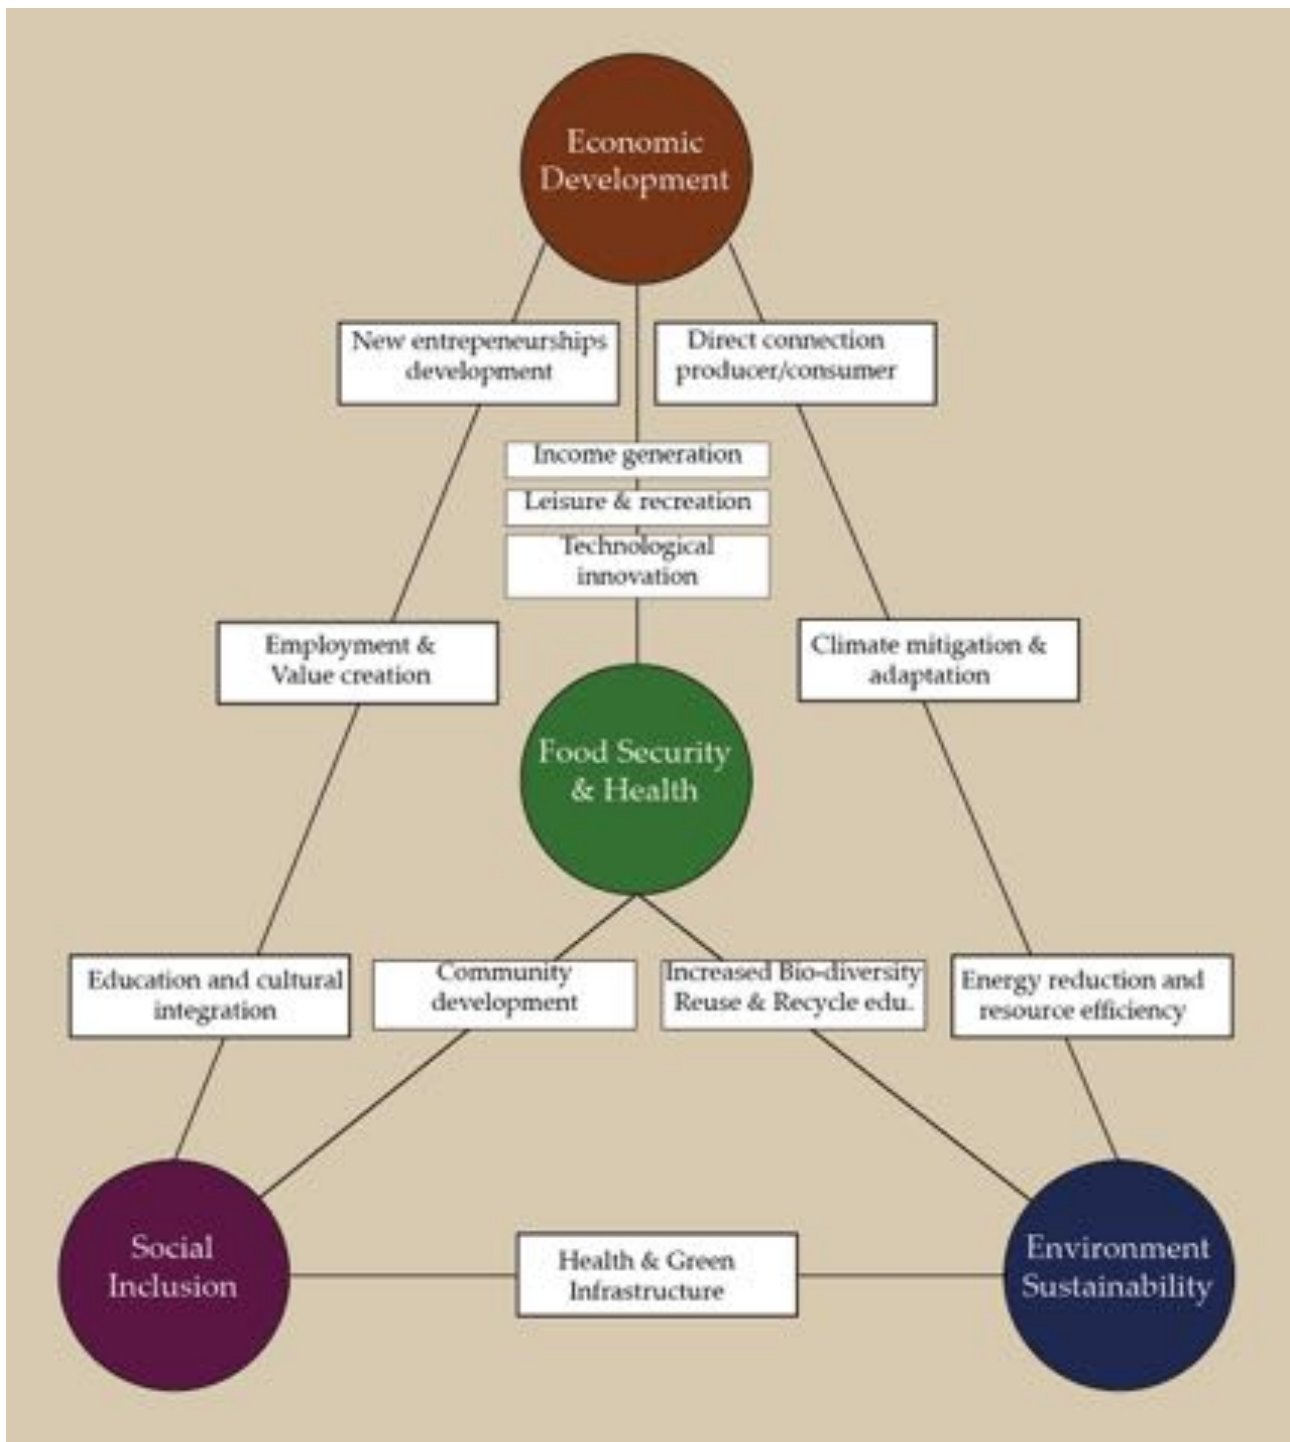 Economic
Development
New entrepeneurships
development
Direct connection
producer/consumer
Income generation
Leisure & recreation
Technological
innovation
Employment &
Value creation
Climate mitigation &
adaptation
Food Security
& Health
Education and cultural
integration
Community
development
Increased Bio-diversity
Reuse & Recycle edu.
Energy reduction and
resource efficiency
Social
Inclusion
Health & Green
Infrastructure
Environment
Sustainability